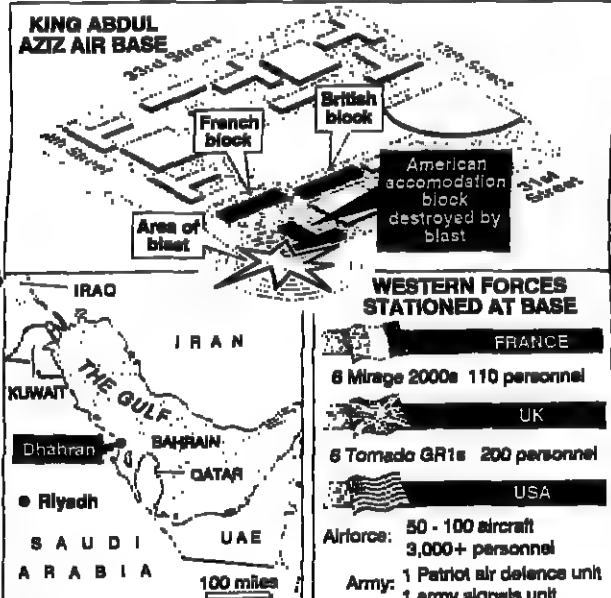 KING ABDUL
AZIZ AIR BASE
33rd Street
French
block
British
block
American
accomodation
block
destroyed by
blast
31st
Street
Area of
blast
IRAQ
IRAN
KUWAIT
THE GULF
Dhahran
BAHRAIN
QATAR
Riyadh
SAUDI
ARABIA
UAE
100 miles
WESTERN FORCES
STATIONED AT BASE
FRANCE
6 Mirage 2000s 110 personnel
UK
6 Tornado GR1s 200 personnel
USA
Airforce: 50 - 100 aircraft
3,000+ personnel
Army: 1 Patriot air defence unit
1 army signals unit